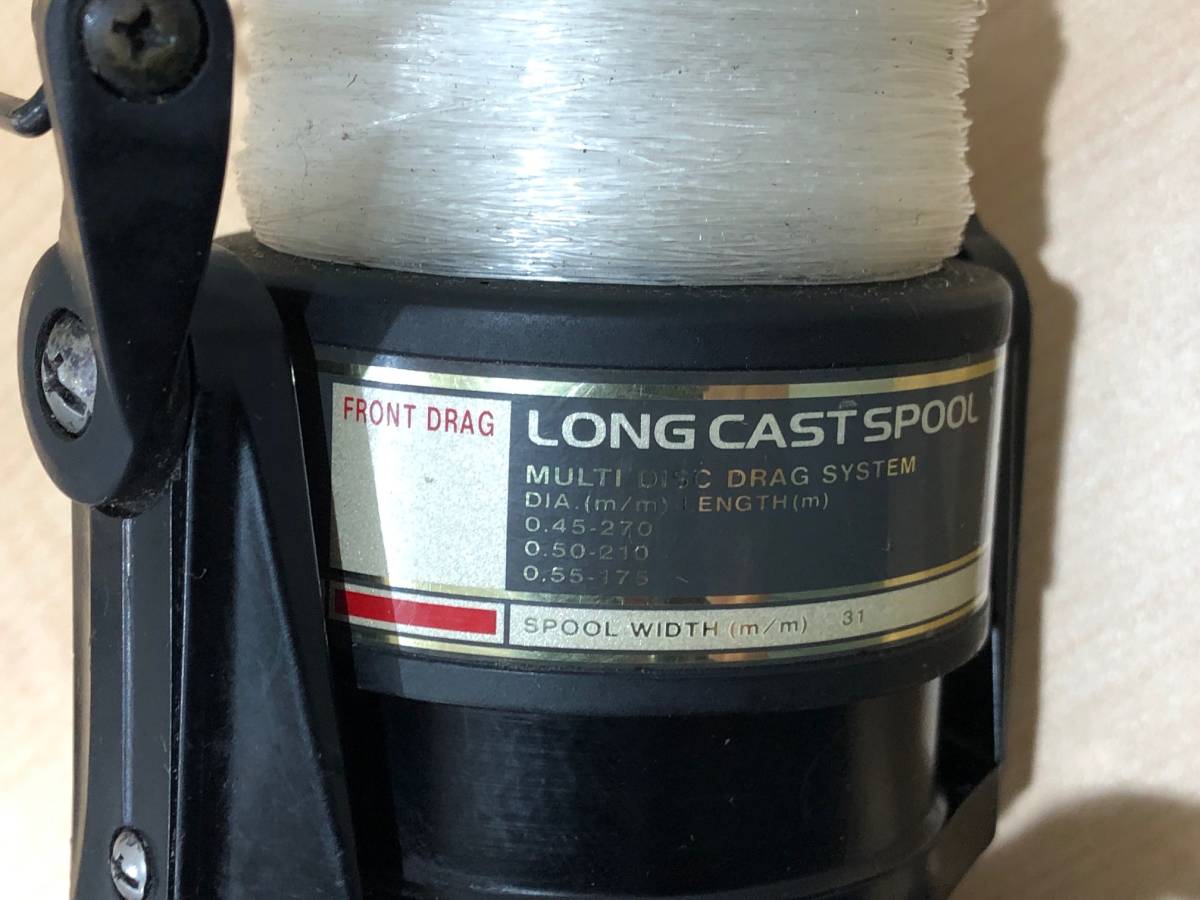 FRONT DRAG
LONG CAST SPOOL
MULTI DISC DRAG SYSTEM
DIA.(m/m) LENGTH(m)
0.45-270
0.50-210
0.55-175
SPOOL WIDTH (m/m) 31